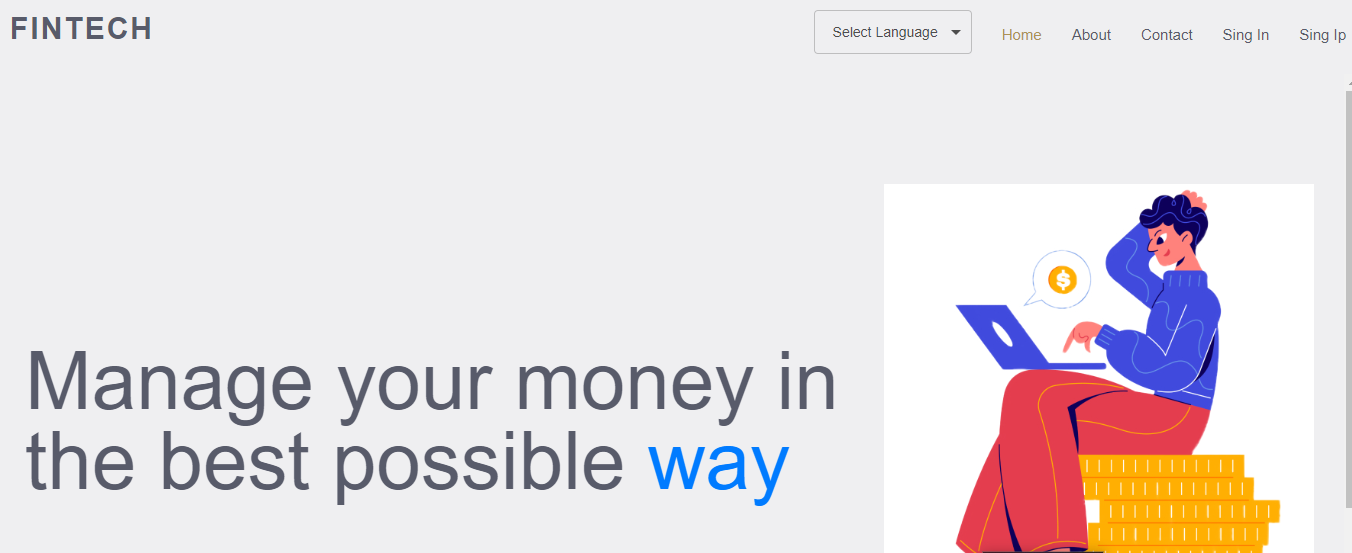 FINTECH
Select Language
Home
About
Contact
Sing In
Sing Ip
$
Manage your money in
the best possible way